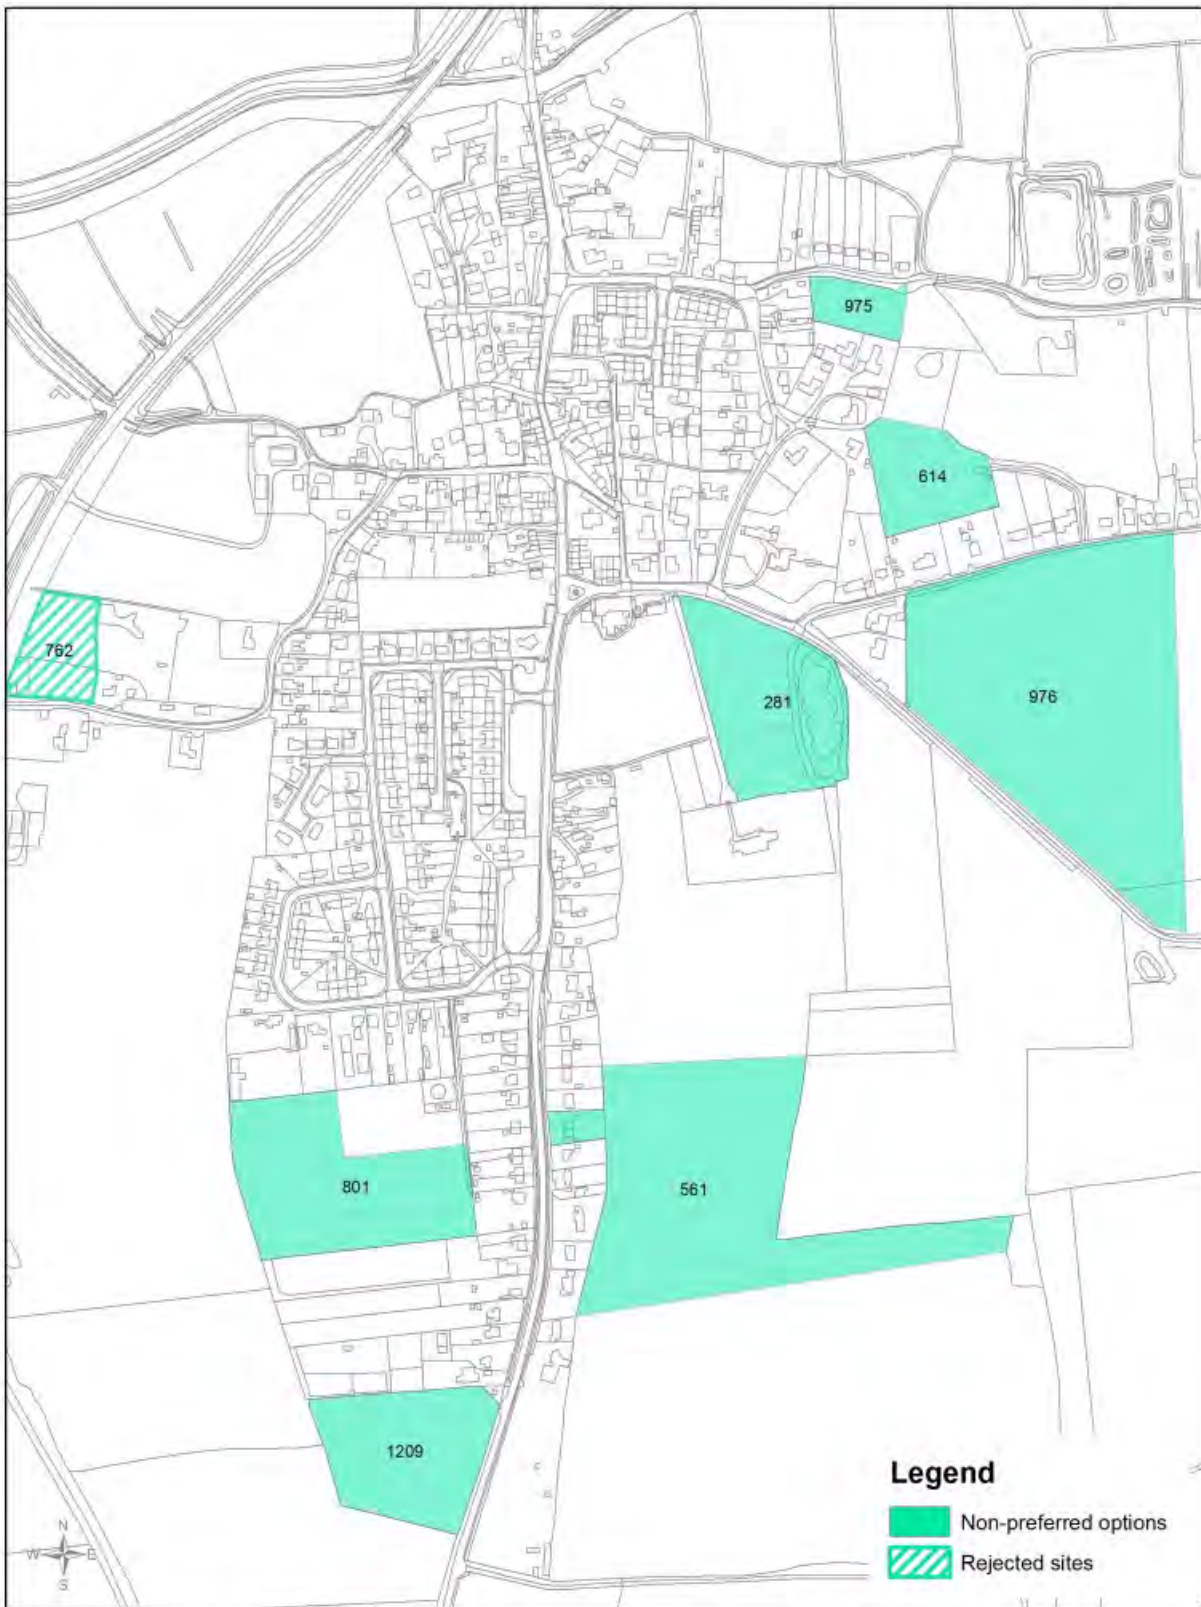 975
614
762
281
976
801
561
1209
Legend
Non-preferred options
Rejected sites
N
W E
S